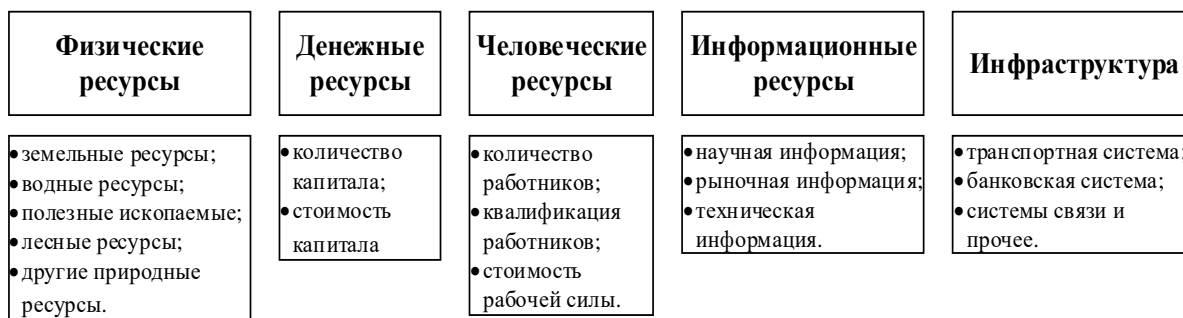 Физические
ресурсы
Денежные
ресурсы
Человеческие
ресурсы
Информационные
ресурсы
Инфраструктура
•земельные ресурсы;
•водные ресурсы;
•полезные ископаемые;
•лесные ресурсы;
•другие природные
ресурсы.
•количество
капитала;
•стоимость
капитала
•количество
работников;
•квалификация
работников;
•стоимость
рабочей силы.
•научная информация;
•рыночная информация;
•техническая
информация.
•транспортная система;
•банковская система;
•системы связи и
прочее.